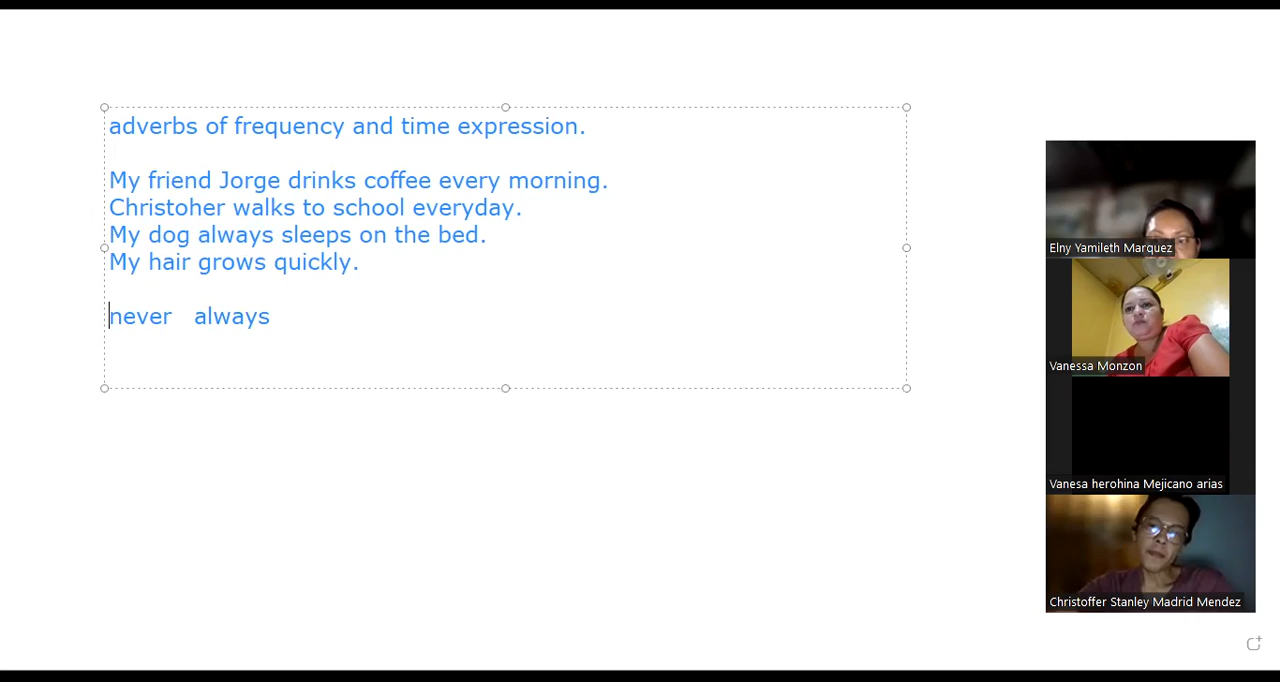 adverbs of frequency and time expression.
My friend Jorge drinks coffee every morning.
Christoher walks to school everyday.
My dog always sleeps on the bed.
My hair grows quickly.
never always
Elny Yamileth Marquez
Vanessa Monzon
Vanesa herohina Mejicano arias
Christoffer Stanley Madrid Mendez